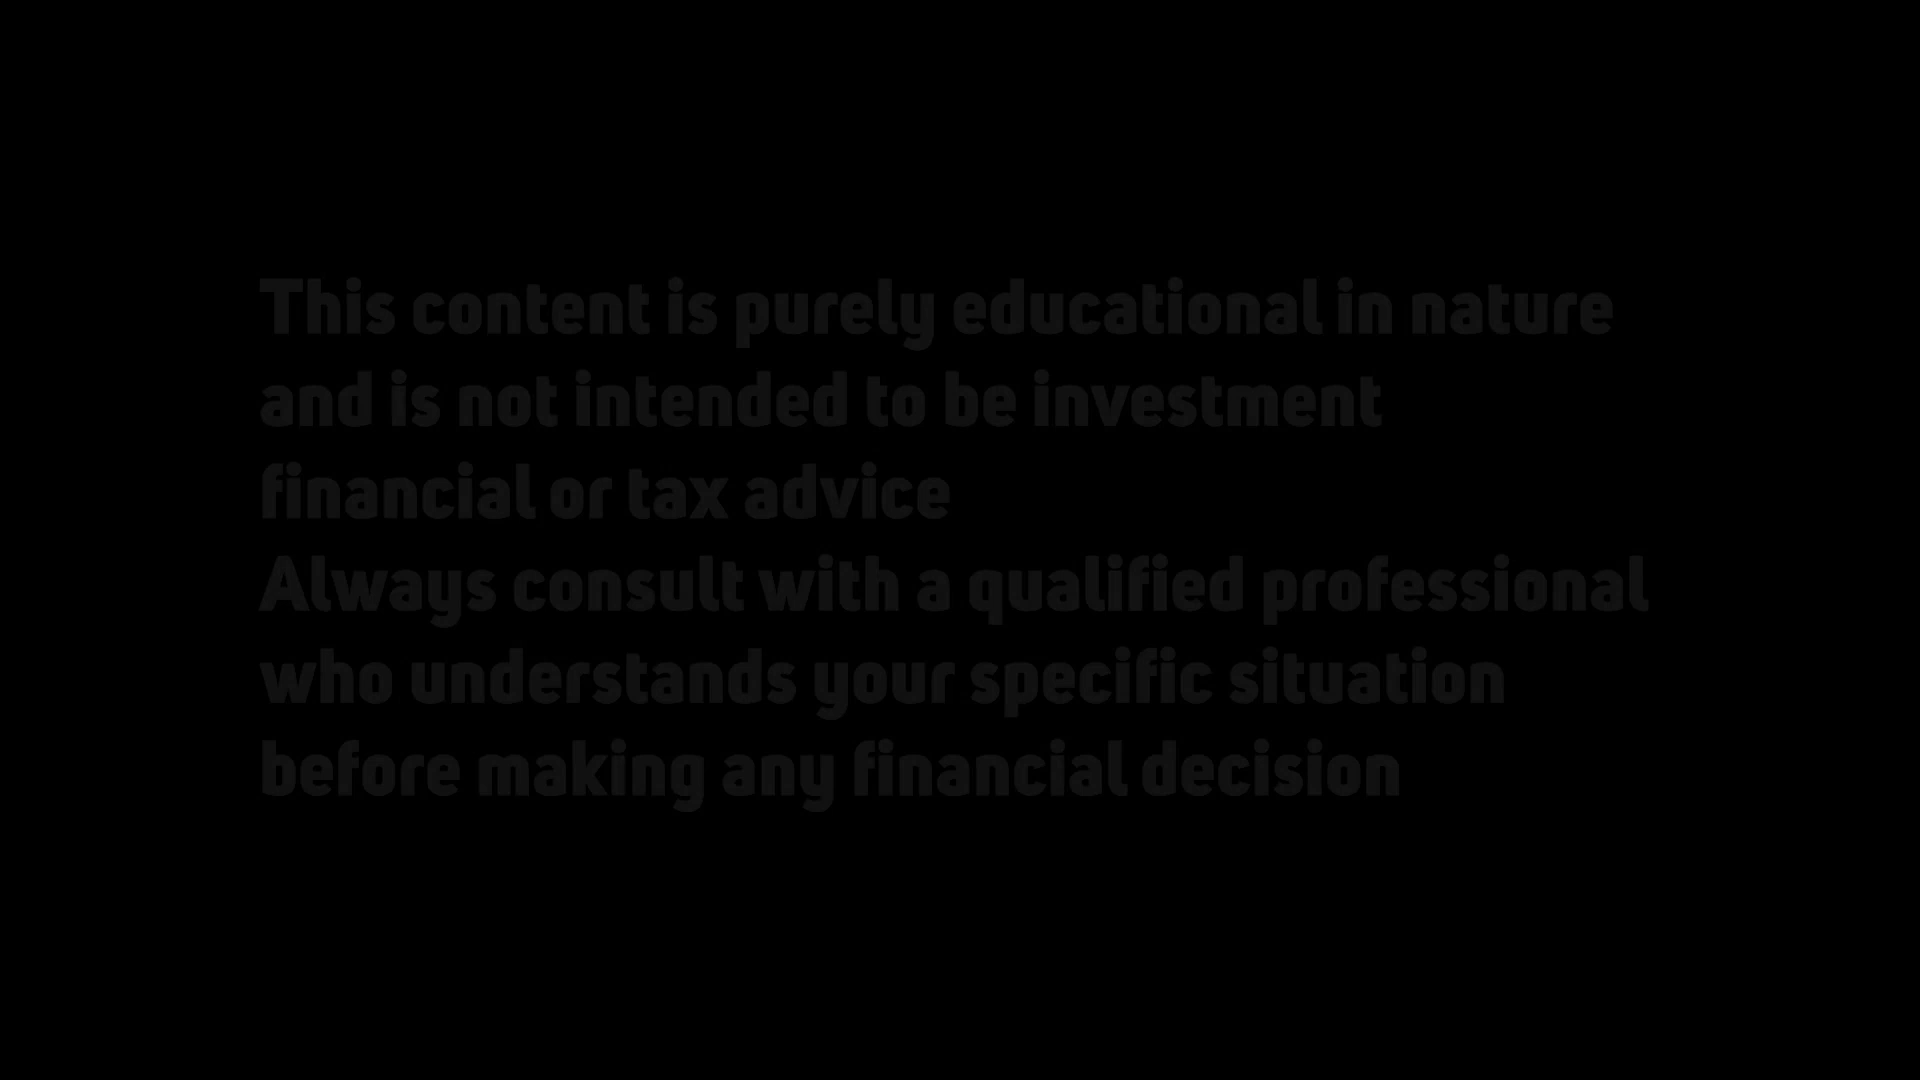 This content is purely educational in nature
and is not intended to be investment
financial or tax advice
Always consult with a qualified professional
who understands your specific situation
before making any financial decision